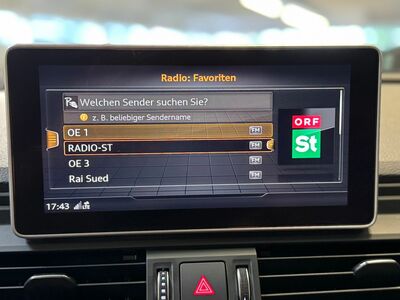 Radio: Favoriten
Welchen Sender suchen Sie?
z. B. beliebiger Sendername
OE 1 FM
RADIO-ST FM
OE 3 FM
Rai Sued FM
ORF
St
17:43 LTE